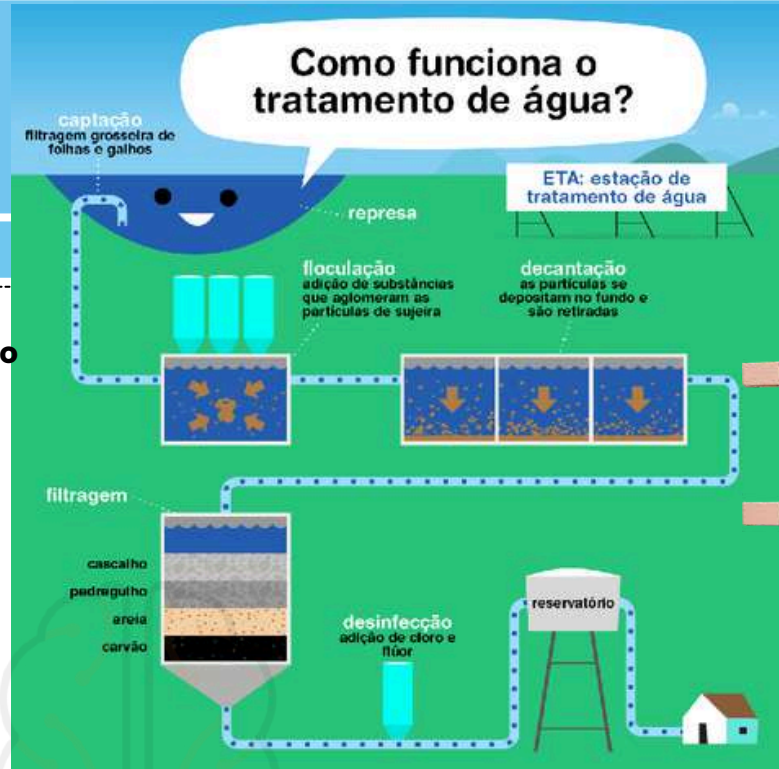 Como funciona o
tratamento de água?
captação
filtragem grosseira de
folhas e galhos
ETA: estação de
tratamento de água
represa
floculação
adição de substâncias
que aglomeram as
partículas de sujeira
decantação
as partículas se
depositam no fundo e
são retiradas
o
filtragem
cascalho
pedregulho
areia
carvão
desinfecção
adição de cloro e
flúor
reservatório